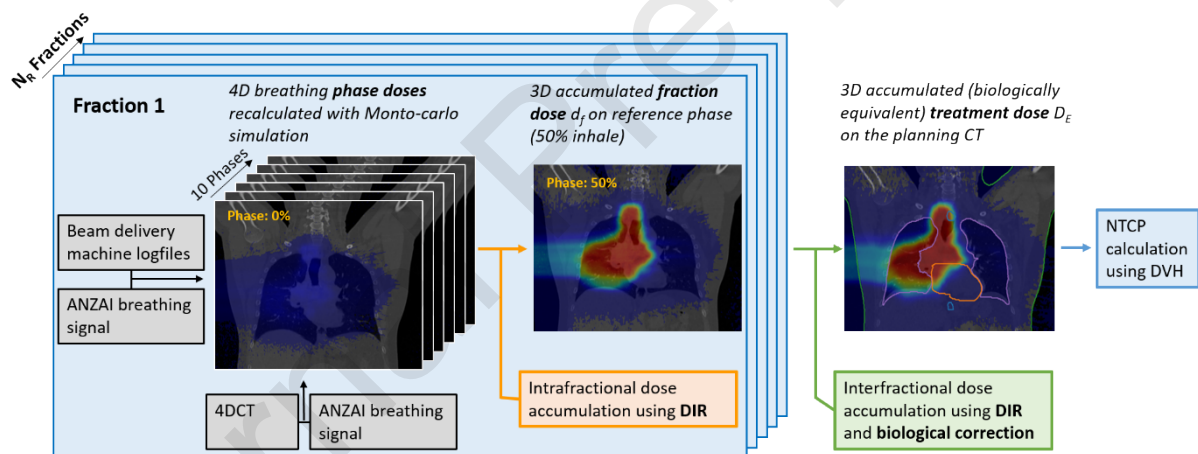 N_R Fractions
Fraction 1
4D breathing phase doses
recalculated with Monto-carlo
simulation
10 Phases
Phase: 0%
Beam delivery
machine logfiles
ANZAI breathing
signal
4DCT
ANZAI breathing
signal
3D accumulated fraction
dose d_f on reference phase
(50% inhale)
Phase: 50%
Intrafractional dose
accumulation using DIR
3D accumulated (biologically
equivalent) treatment dose D_E
on the planning CT
Interfractional dose
accumulation using DIR
and biological correction
NTCP
calculation
using DVH